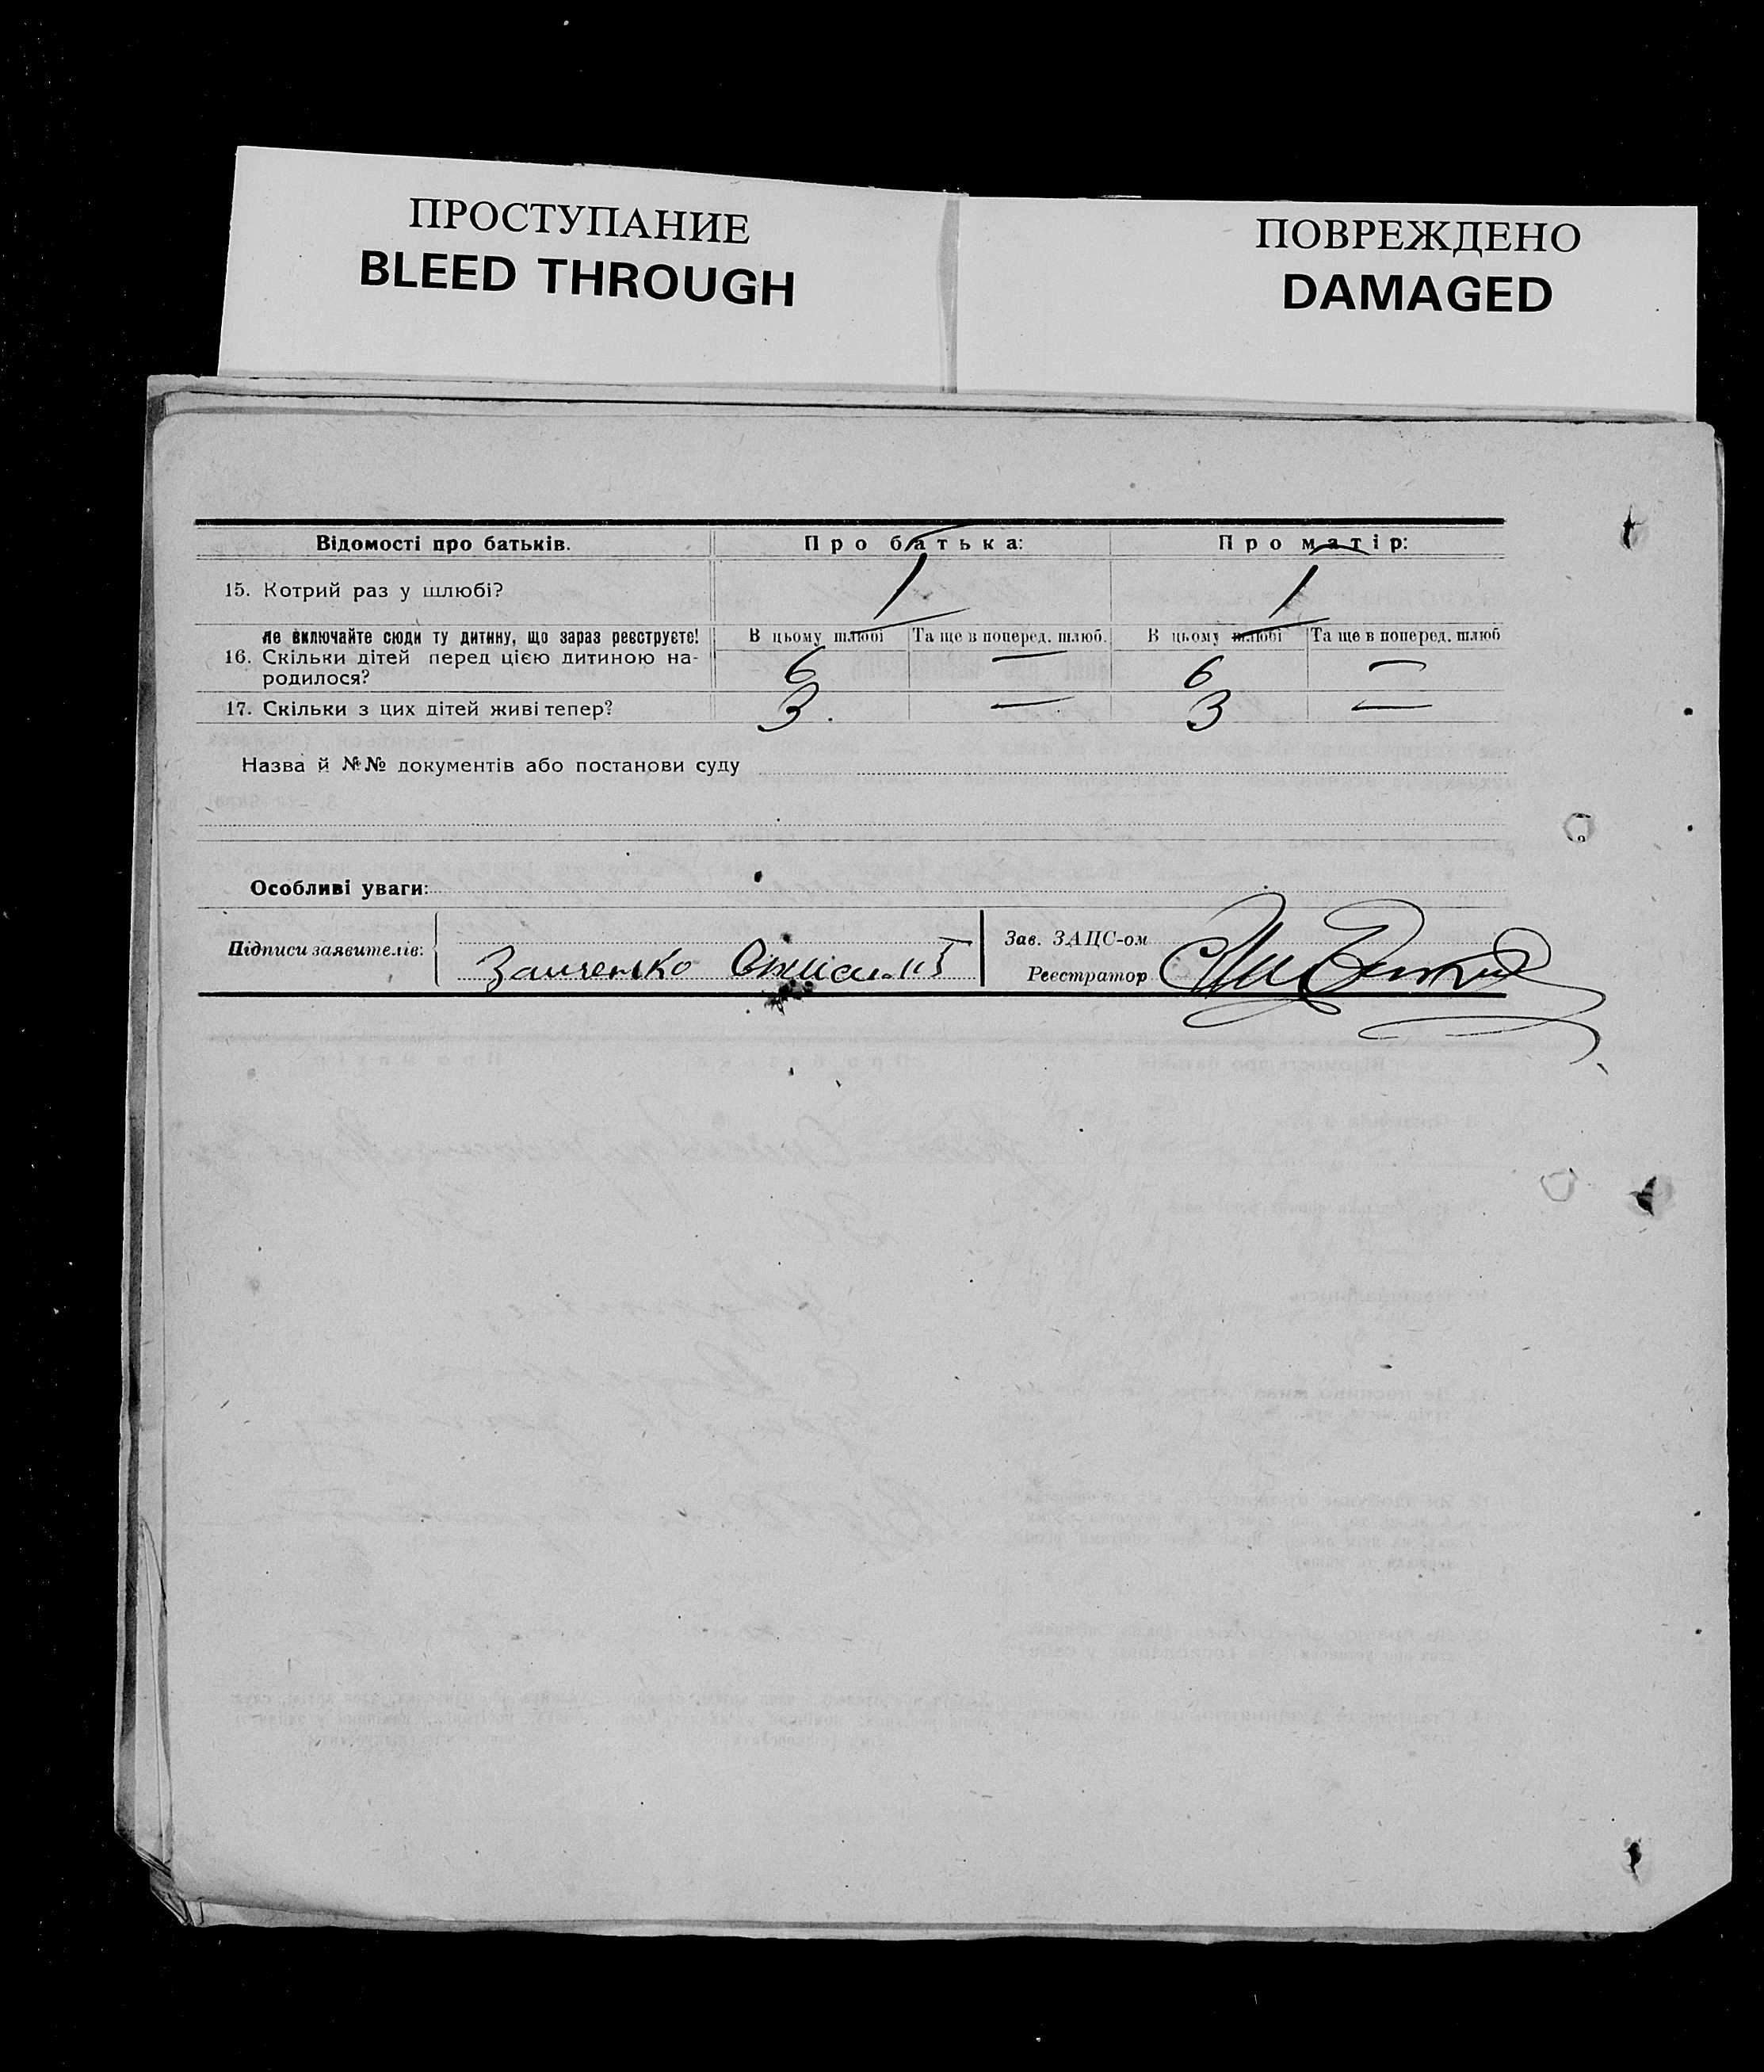 ПРОСТУПАНИЕ
BLEED THROUGH
ПОВРЕЖДЕНО
DAMAGED
Відомості про батьків. Про батька: Про матір:
15. Котрий раз у шлюбі? 1 1
не включайте сюди ту дитину, що зараз реєструєте! В цьому шлюбі Та ще в поперед. шлюб. В цьому шлюбі Та ще в поперед. шлюб
16. Скільки дітей перед цією дитиною на- 6 — 6 —
родилося?
17. Скільки з цих дітей живі тепер? 3 — 3 —
Назва й №№ документів або постанови суду
Особливі уваги:
Підписи заявителів:
Зав. ЗАЦС-ом
Реєстратор